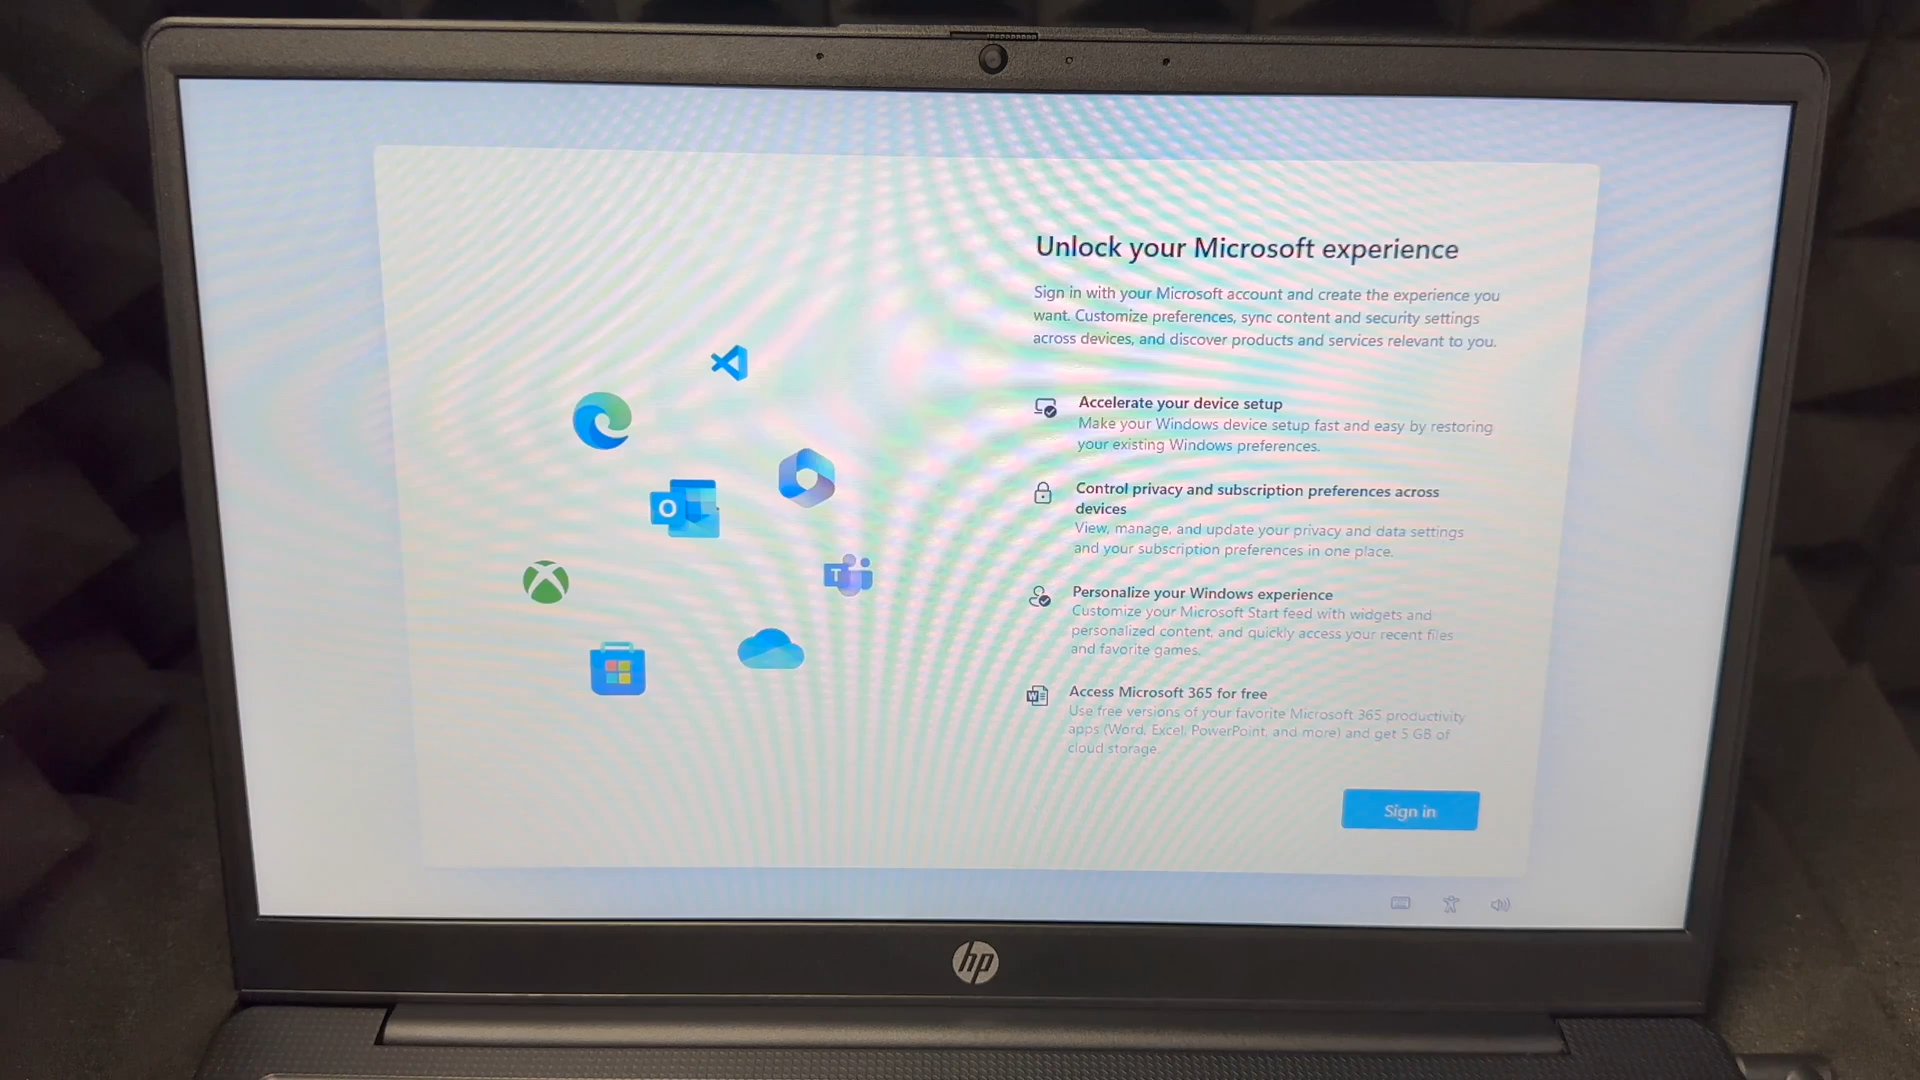 Unlock your Microsoft experience
Sign in with your Microsoft account and create the experience you
want. Customize preferences, sync content and security settings
across devices, and discover products and services relevant to you.
Accelerate your device setup
Make your Windows device setup fast and easy by restoring
your existing Windows preferences.
O
Control privacy and subscription preferences across
devices
View, manage, and update your privacy and data settings
and your subscription preferences in one place.
T
Personalize your Windows experience
Customize your Microsoft Start feed with widgets and
personalized content, and quickly access your recent files
and favorite games.
W
Access Microsoft 365 for free
Use free versions of your favorite Microsoft 365 productivity
apps (Word, Excel, PowerPoint, and more) and get 5 GB of
cloud storage.
Sign in
hp